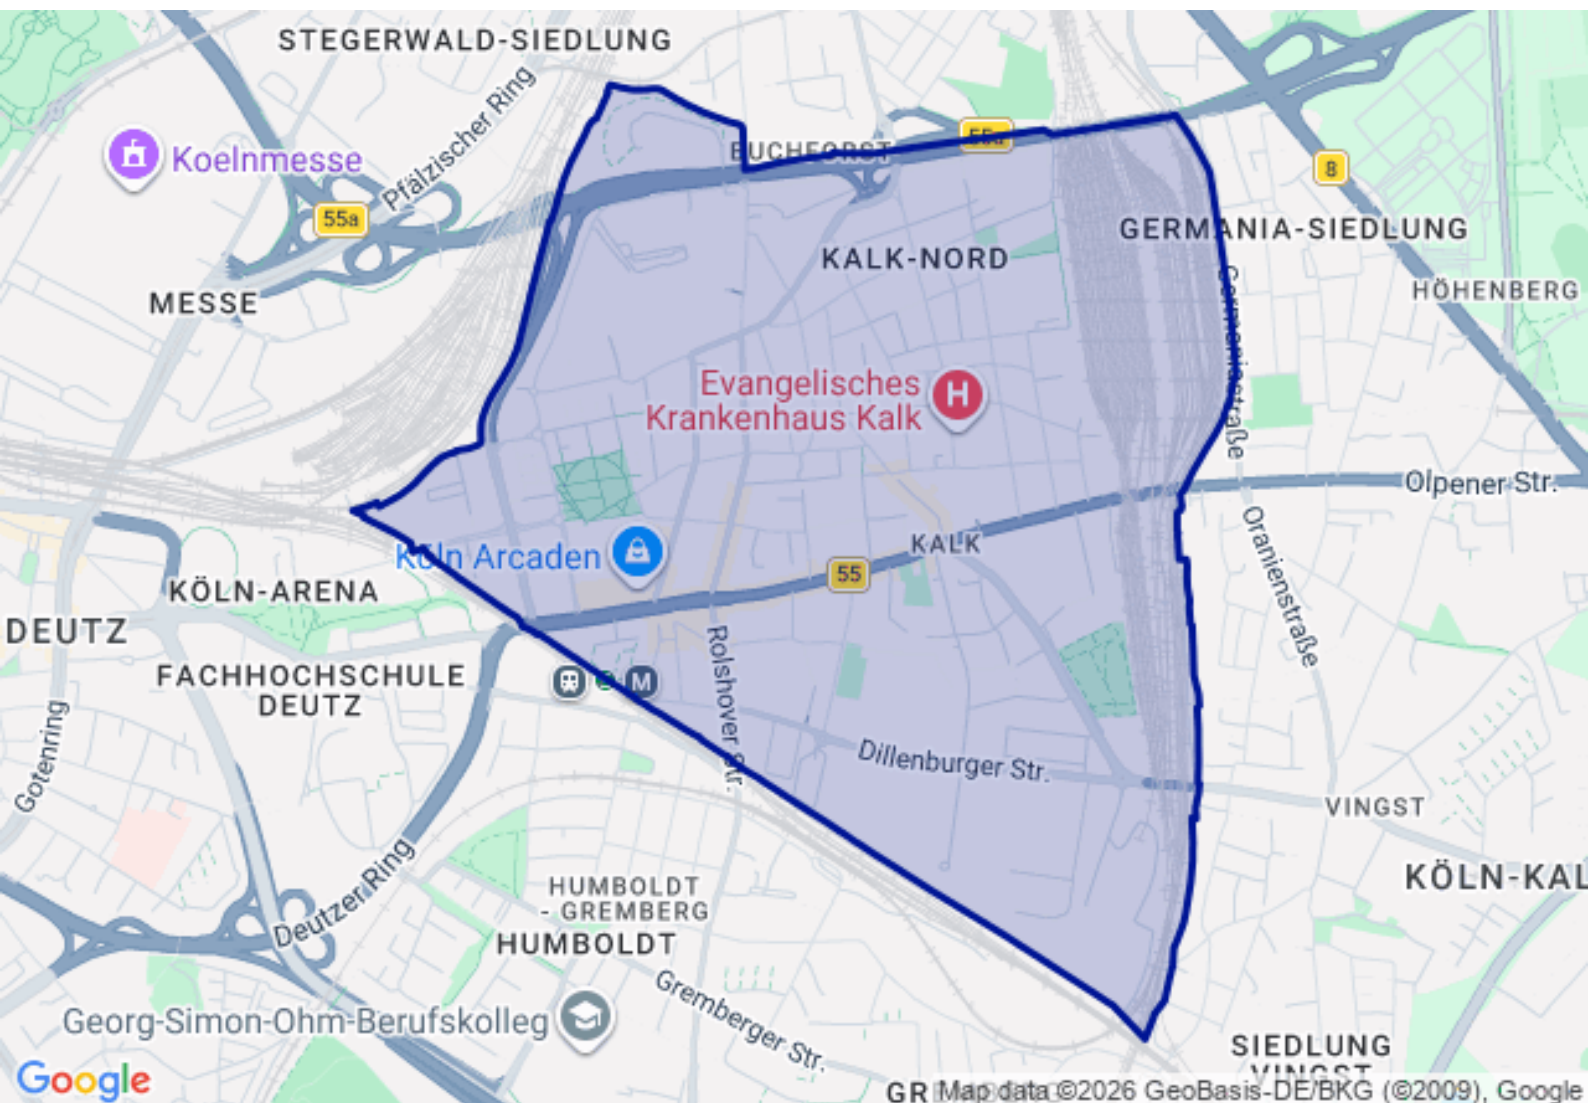 STEGERWALD-SIEDLUNG
Pfälzischer Ring
Koelnmesse
55a
55a
BUCHFORST
8
GERMANIA-SIEDLUNG
KALK-NORD
MESSE
HÖHENBERG
Germaniastraße
Evangelisches
Krankenhaus Kalk
H
Olpener Str.
Oranienstraße
KALK
Köln Arcaden
55
KÖLN-ARENA
DEUTZ
FACHHOCHSCHULE
DEUTZ
M
Rolshover Str.
Dillenburger Str.
Gotenring
VINGST
Deutzer Ring
KÖLN-KAL
HUMBOLDT
- GREMBERG
HUMBOLDT
Gremberger Str.
Georg-Simon-Ohm-Berufskolleg
SIEDLUNG
VINGST
Google
GR
Map data ©2026 GeoBasis-DE/BKG (©2009), Google